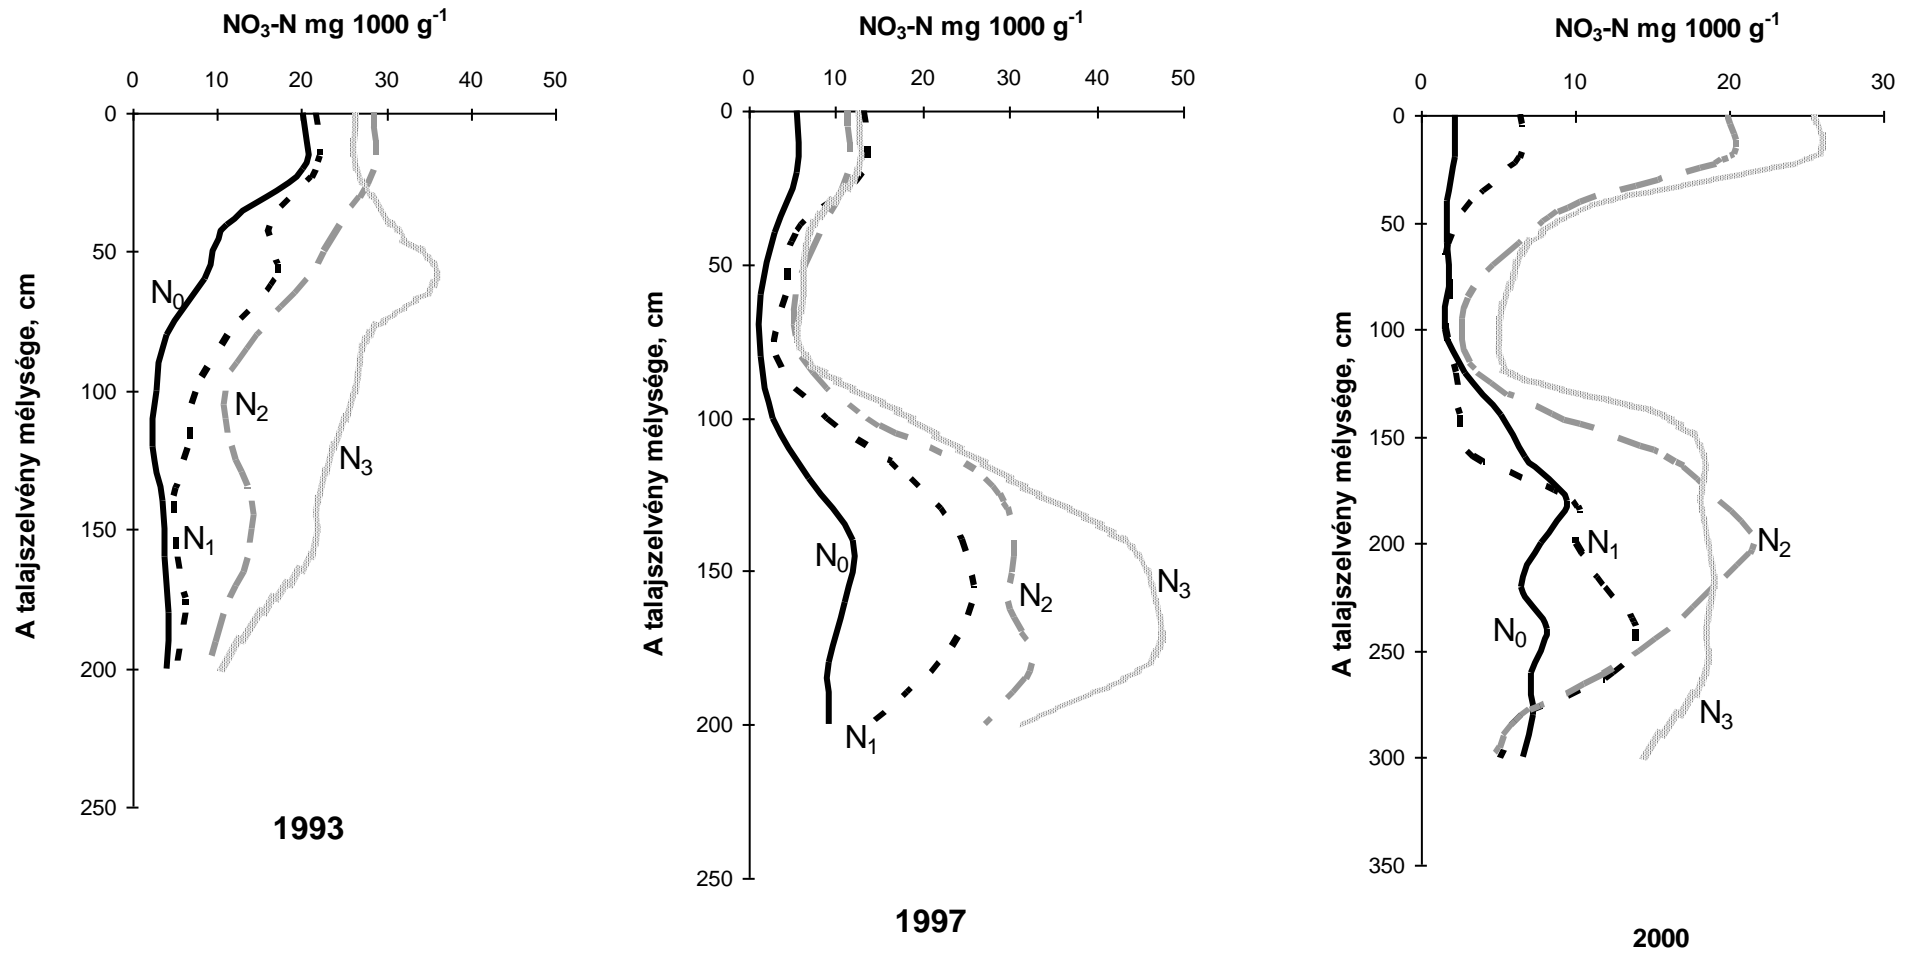 NO₃-N mg 1000 g⁻¹
0 10 20 30 40 50
0
50
100
150
200
250
A talajszelvény mélysége, cm
N₀
N₁
N₂
N₃
1993
NO₃-N mg 1000 g⁻¹
0 10 20 30 40 50
0
50
100
150
200
250
A talajszelvény mélysége, cm
N₀
N₁
N₂
N₃
1997
NO₃-N mg 1000 g⁻¹
0 10 20 30
0
50
100
150
200
250
300
350
A talajszelvény mélysége, cm
N₀
N₁
N₂
N₃
2000